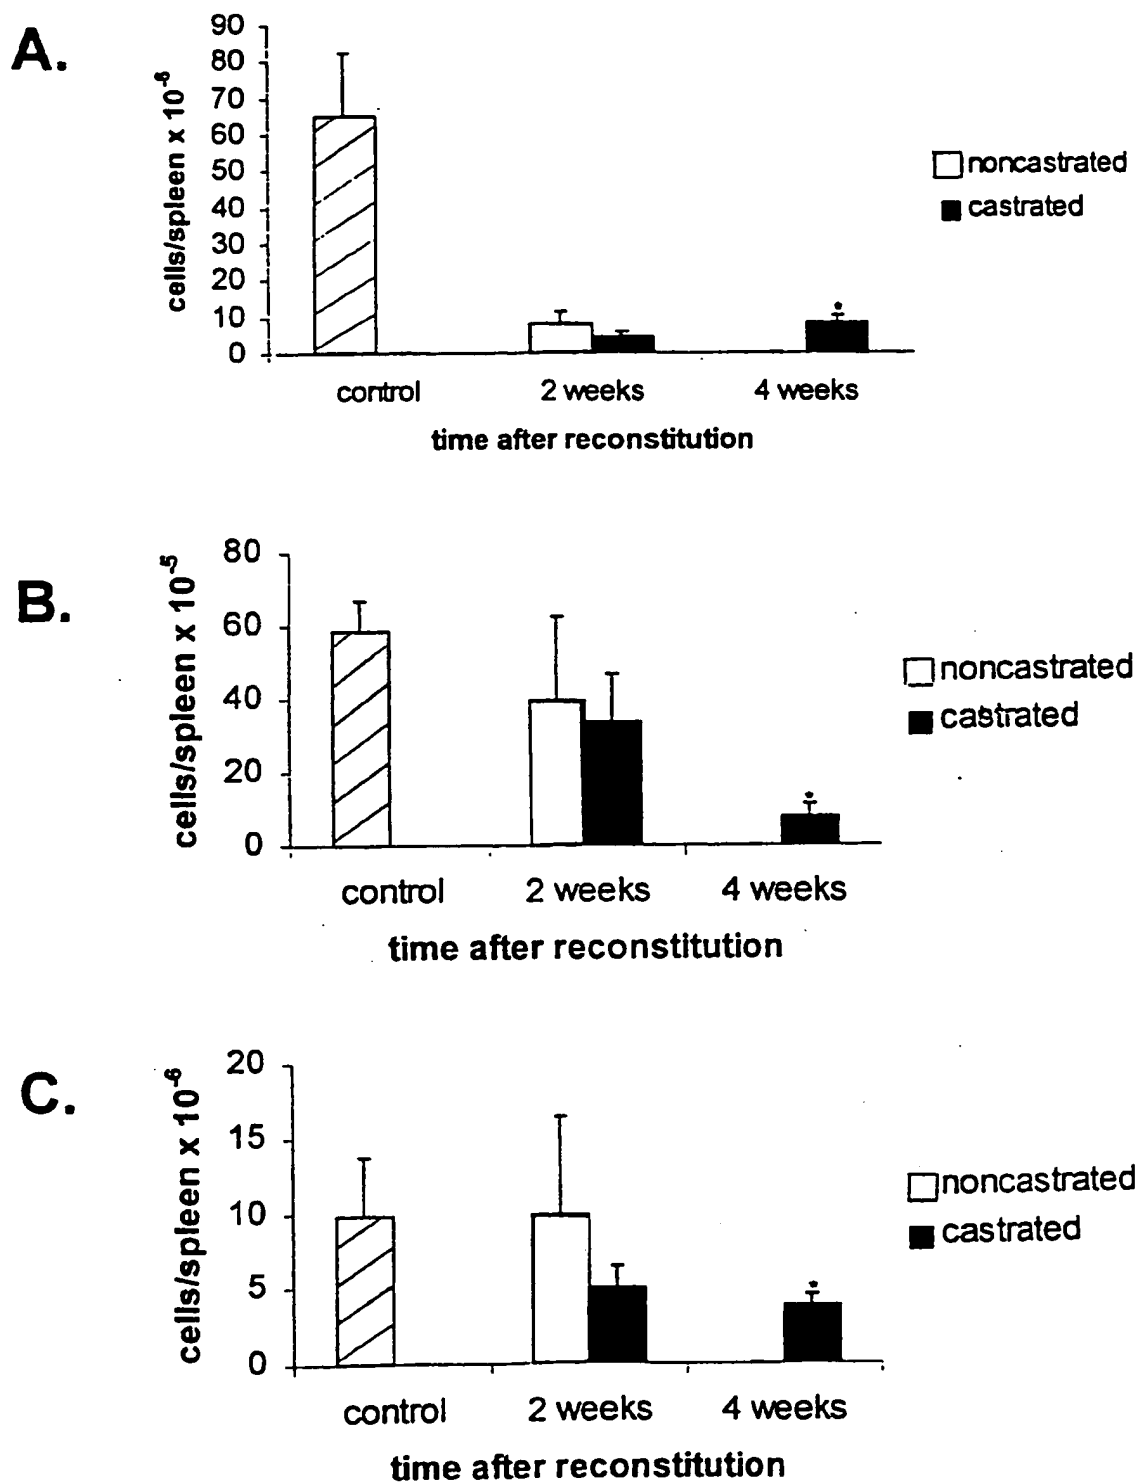 A.
cells/spleen x 10⁻⁶
90
80
70
60
50
40
30
20
10
0
*
noncastrated
castrated
control 2 weeks 4 weeks
time after reconstitution
B.
cells/spleen x 10⁻⁵
80
60
40
20
0
*
noncastrated
castrated
control 2 weeks 4 weeks
time after reconstitution
C.
cells/spleen x 10⁻⁶
20
15
10
5
0
*
noncastrated
castrated
control 2 weeks 4 weeks
time after reconstitution